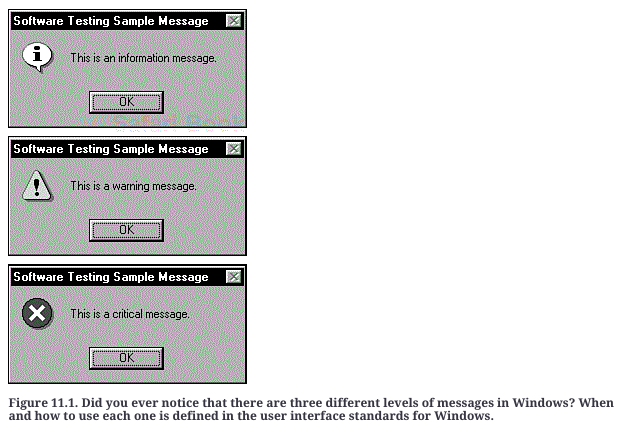 Software Testing Sample Message
This is an information message.
OK
Software Testing Sample Message
This is a warning message.
OK
Software Testing Sample Message
This is a critical message.
OK
Figure 11.1. Did you ever notice that there are three different levels of messages in Windows? When
and how to use each one is defined in the user interface standards for Windows.